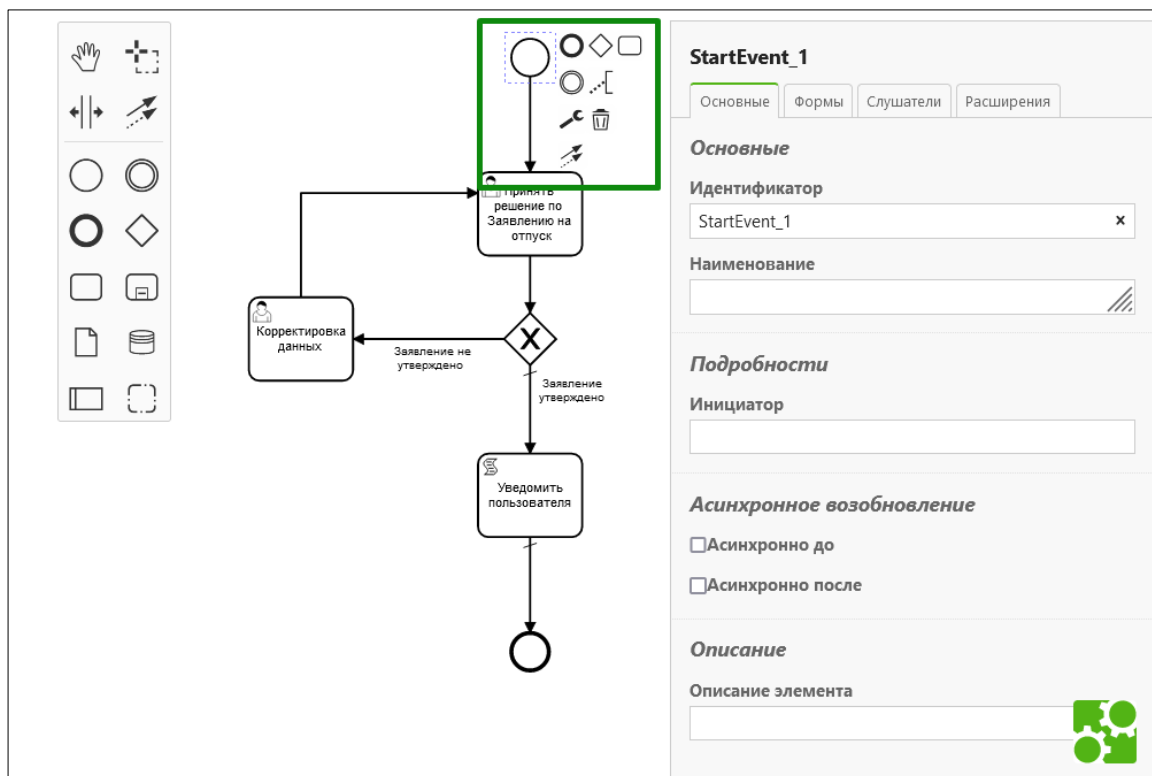 Принять
решение по
Заявлению на
отпуск
Корректировка
данных
Заявление не
утверждено
X
Заявление
утверждено
Уведомить
пользователя
StartEvent_1
Основные
Формы
Слушатели
Расширения
Основные
Идентификатор
StartEvent_1
Наименование
Подробности
Инициатор
Асинхронное возобновление
Асинхронно до
Асинхронно после
Описание
Описание элемента